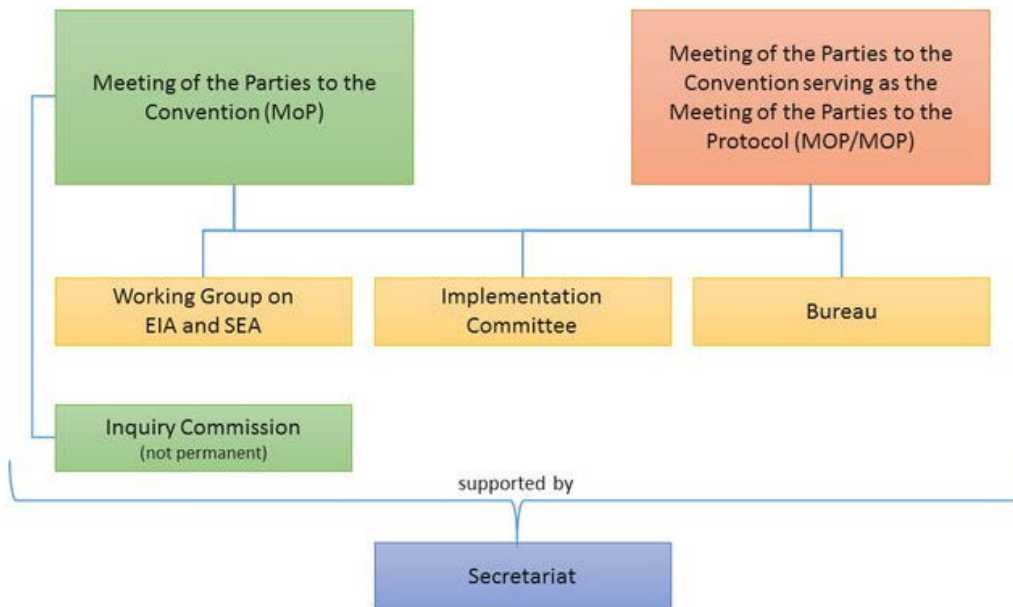 Meeting of the Parties to the
Convention (MoP)
Meeting of the Parties to the
Convention serving as the
Meeting of the Parties to the
Protocol (MOP/MOP)
Working Group on
EIA and SEA
Implementation
Committee
Bureau
Inquiry Commission
(not permanent)
supported by
Secretariat